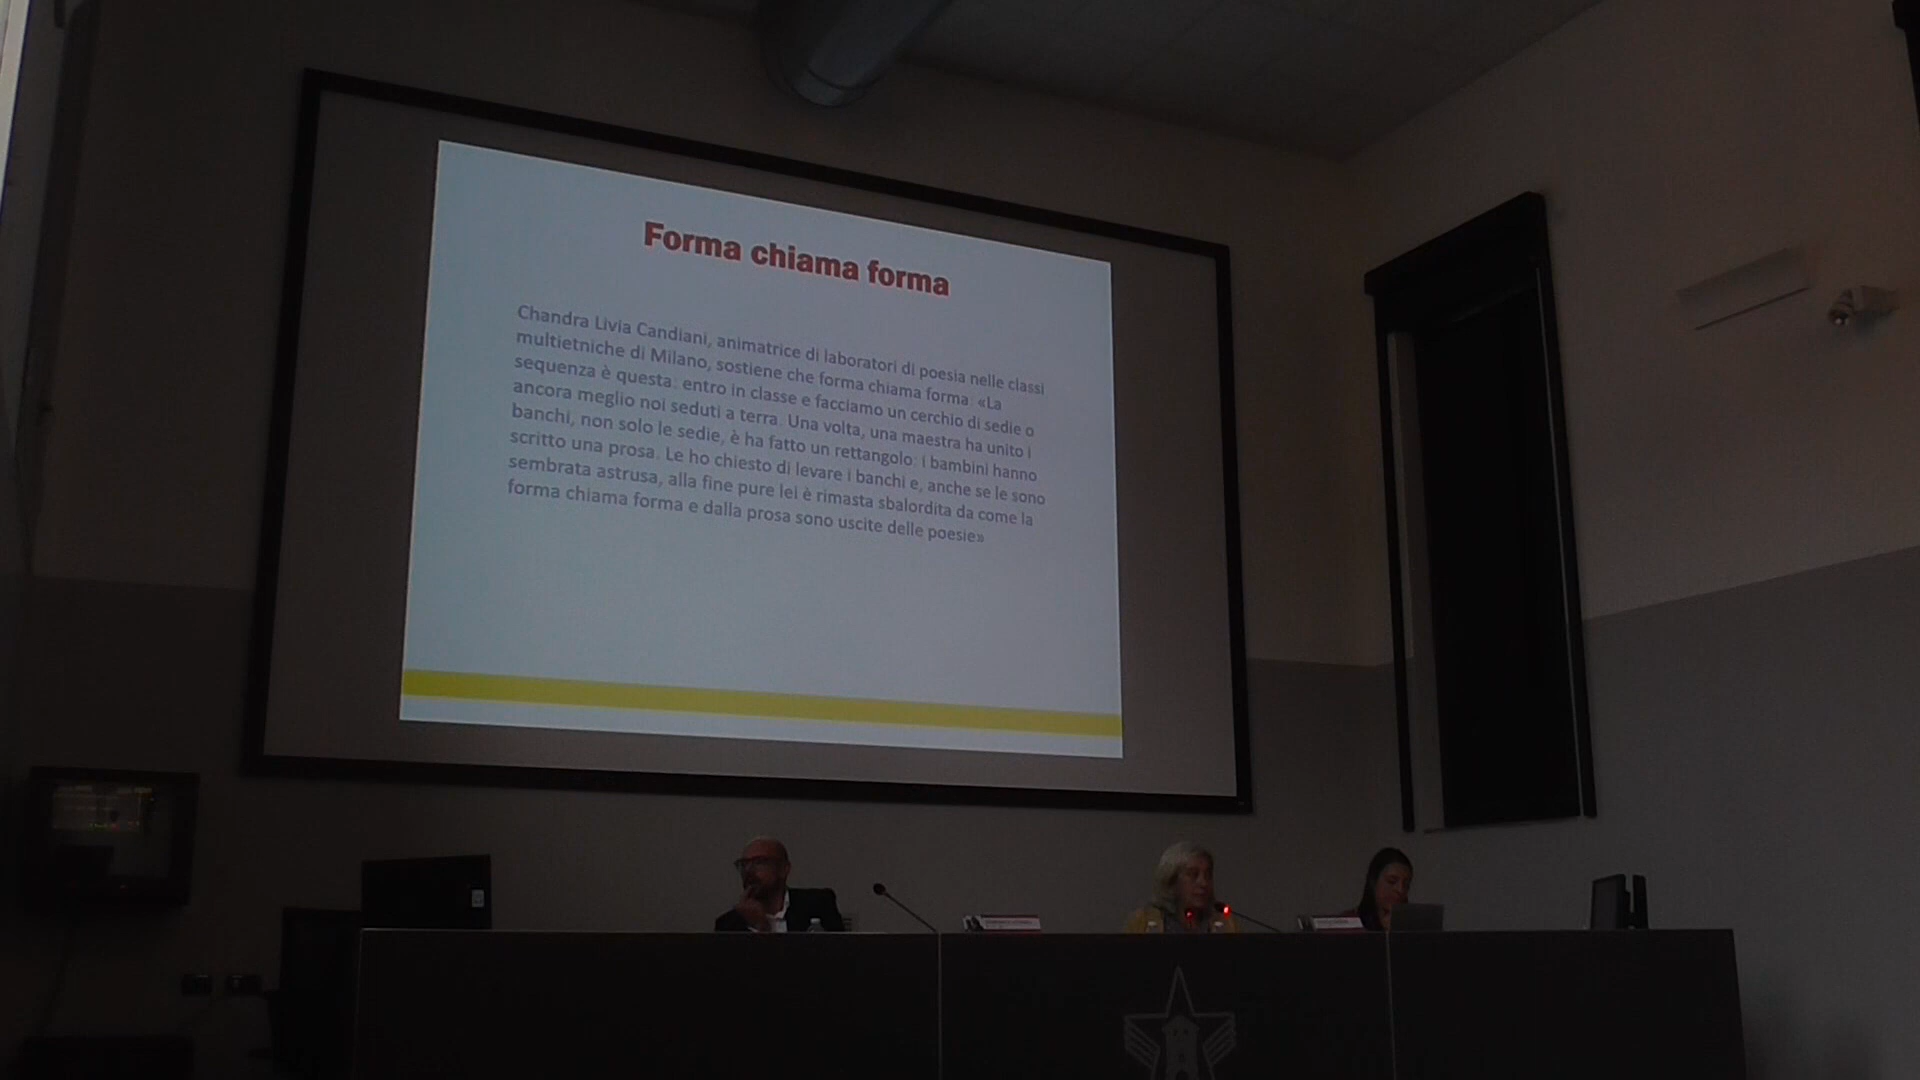 Forma chiama forma
Chandra Livia Candiani, animatrice di laboratori di poesia nelle classi
multietniche di Milano, sostiene che forma chiama forma: «La
sequenza è questa: entro in classe e facciamo un cerchio di sedie o
ancora meglio noi seduti a terra. Una volta, una maestra ha unito i
banchi, non solo le sedie, è ha fatto un rettangolo: i bambini hanno
scritto una prosa. Le ho chiesto di levare i banchi e, anche se le sono
sembrata astrusa, alla fine pure lei è rimasta sbalordita da come la
forma chiama forma e dalla prosa sono uscite delle poesie»